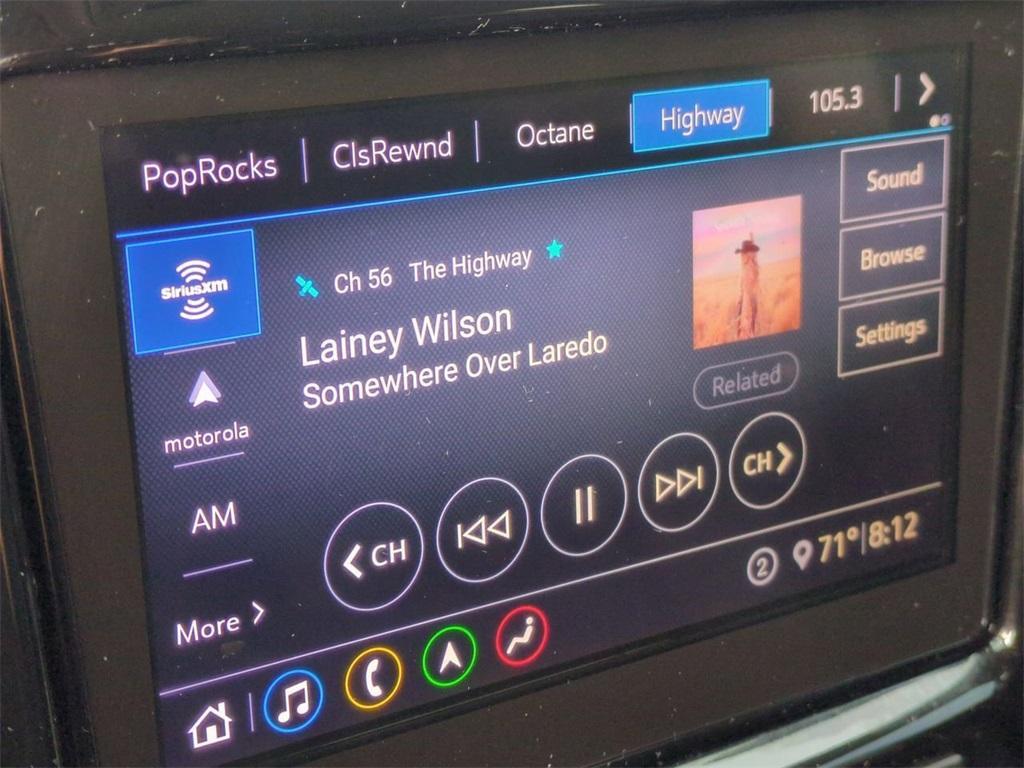 PopRocks
ClsRewnd
Octane
Highway
105.3
SiriusXM
Ch 56 The Highway
Lainey Wilson
Somewhere Over Laredo
Sound
Browse
Settings
Related
motorola
AM
More
CH
CH
2
71° 8:12